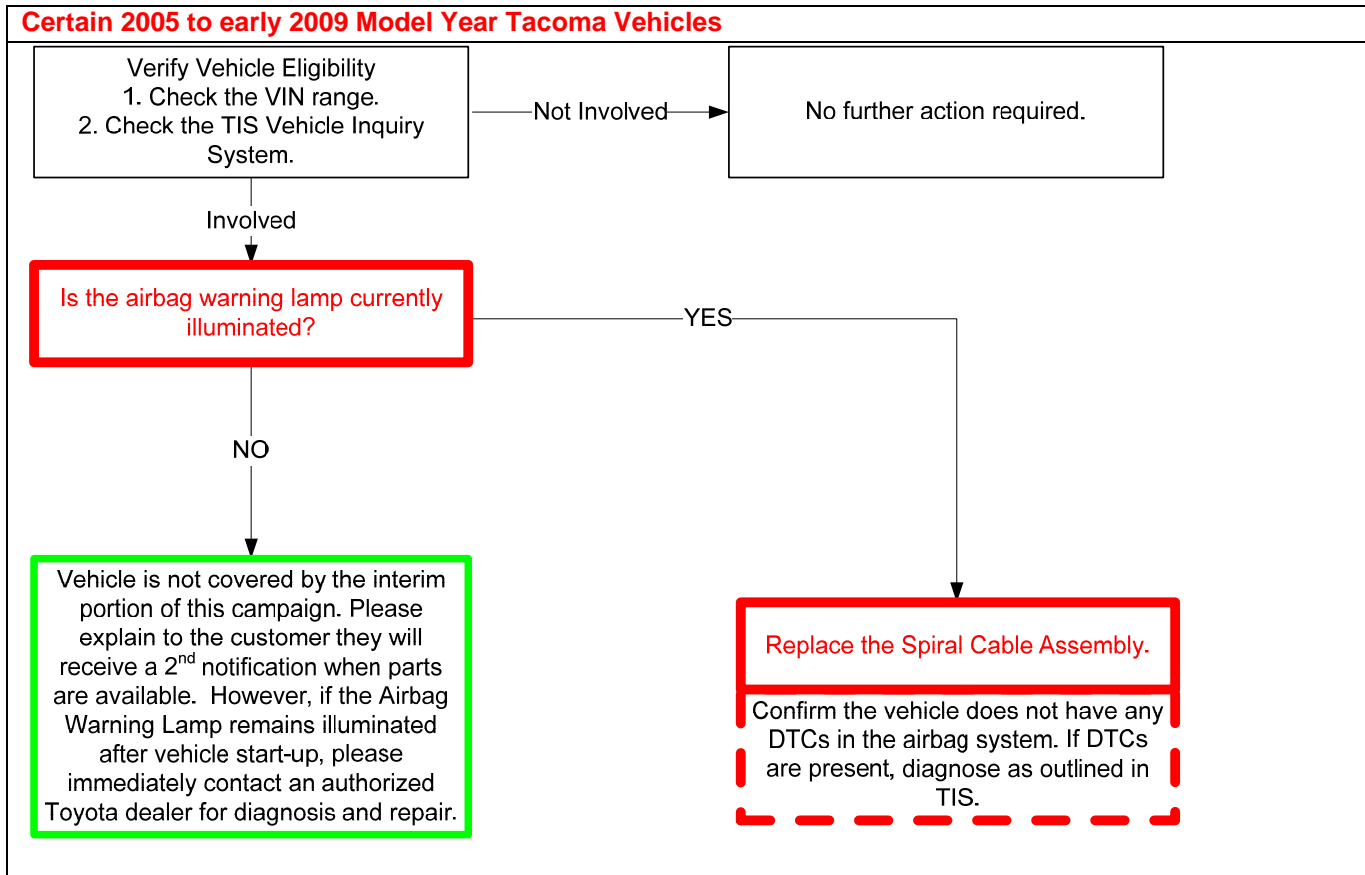 Certain 2005 to early 2009 Model Year Tacoma Vehicles
Verify Vehicle Eligibility
1. Check the VIN range.
2. Check the TIS Vehicle Inquiry
System.
Not Involved
No further action required.
Involved
Is the airbag warning lamp currently
illuminated?
YES
NO
Vehicle is not covered by the interim
portion of this campaign. Please
explain to the customer they will
receive a 2nd notification when parts
are available.  However, if the Airbag
Warning Lamp remains illuminated
after vehicle start-up, please
immediately contact an authorized
Toyota dealer for diagnosis and repair.
Replace the Spiral Cable Assembly.
Confirm the vehicle does not have any
DTCs in the airbag system. If DTCs
are present, diagnose as outlined in
TIS.